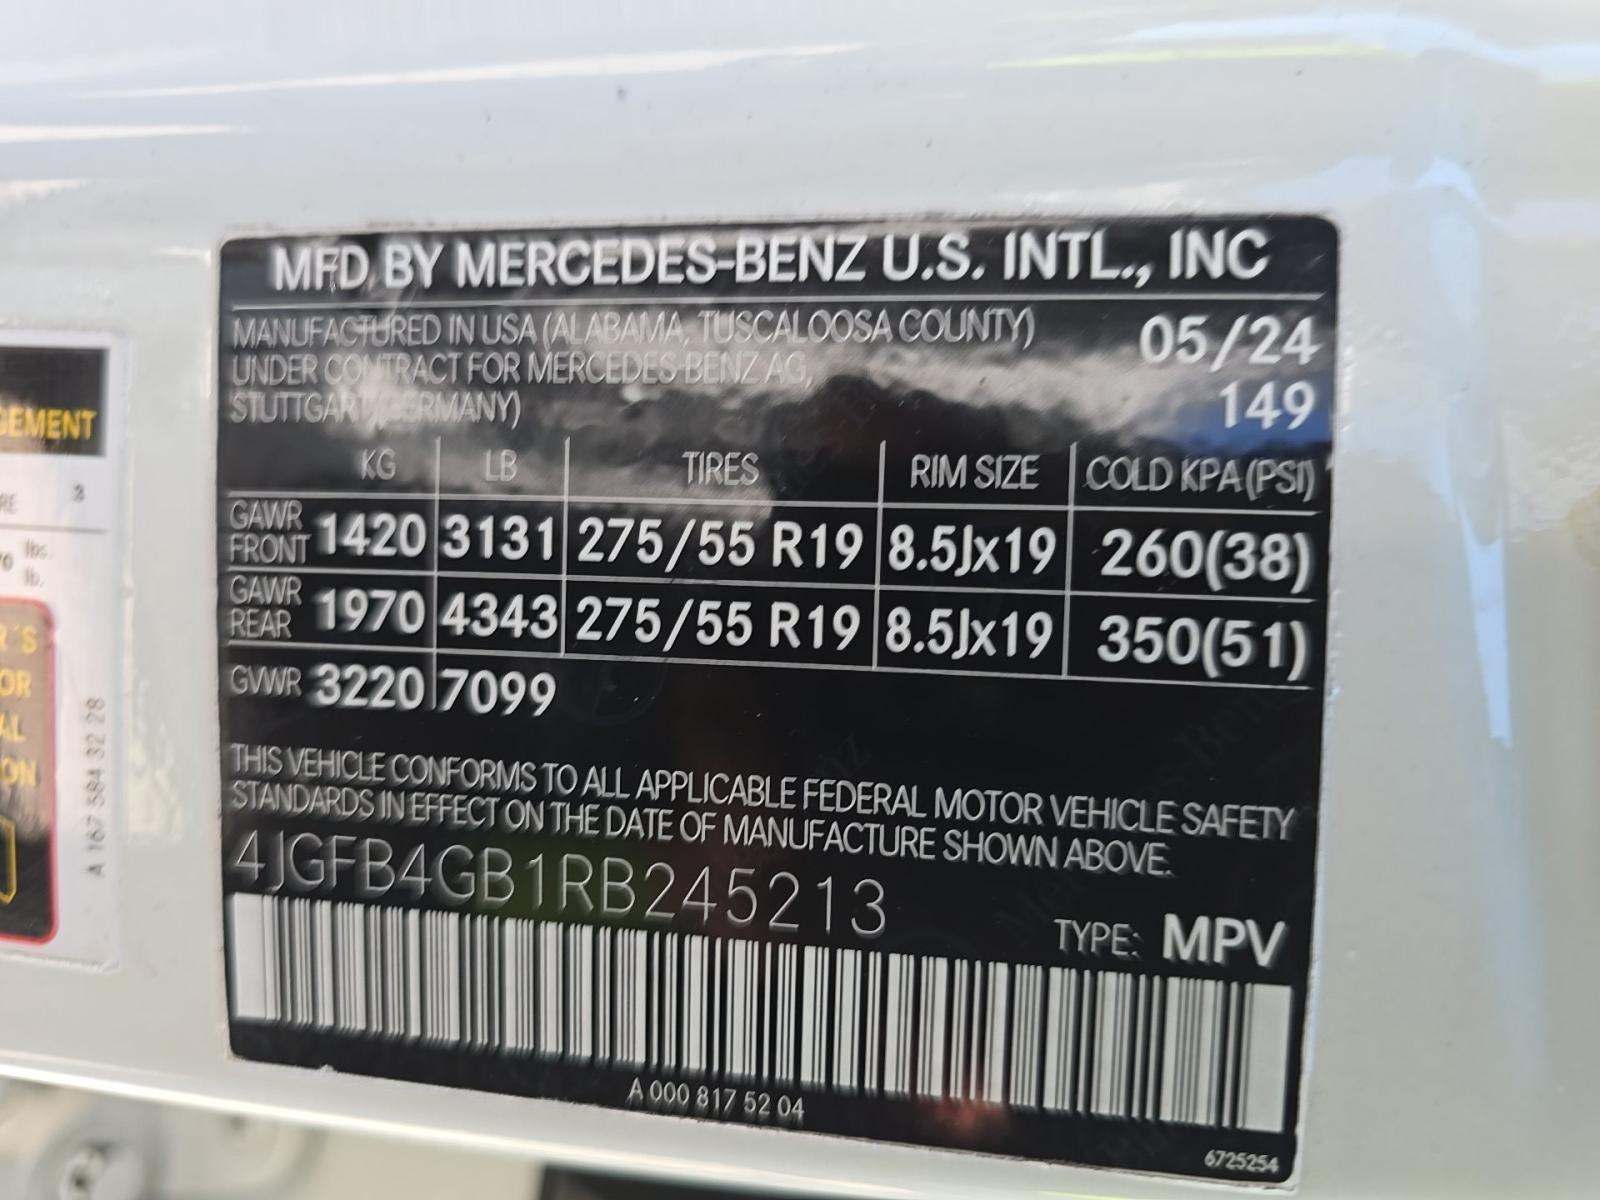 MFD. BY MERCEDES-BENZ U.S. INTL., INC
MANUFACTURED IN USA (ALABAMA, TUSCALOOSA COUNTY)
UNDER CONTRACT FOR MERCEDES-BENZ AG,
STUTTGART (GERMANY)
05/24
149
KG LB TIRES RIM SIZE COLD KPA (PSI)
GAWR FRONT 1420 3131 275/55 R19 8.5Jx19 260(38)
GAWR REAR 1970 4343 275/55 R19 8.5Jx19 350(51)
GVWR 3220 7099
THIS VEHICLE CONFORMS TO ALL APPLICABLE FEDERAL MOTOR VEHICLE SAFETY
STANDARDS IN EFFECT ON THE DATE OF MANUFACTURE SHOWN ABOVE.
4JGFB4GB1RB245213
TYPE: MPV
A 000 817 52 04
6725254
3
lbs.
lb.
A 167 584 32 28